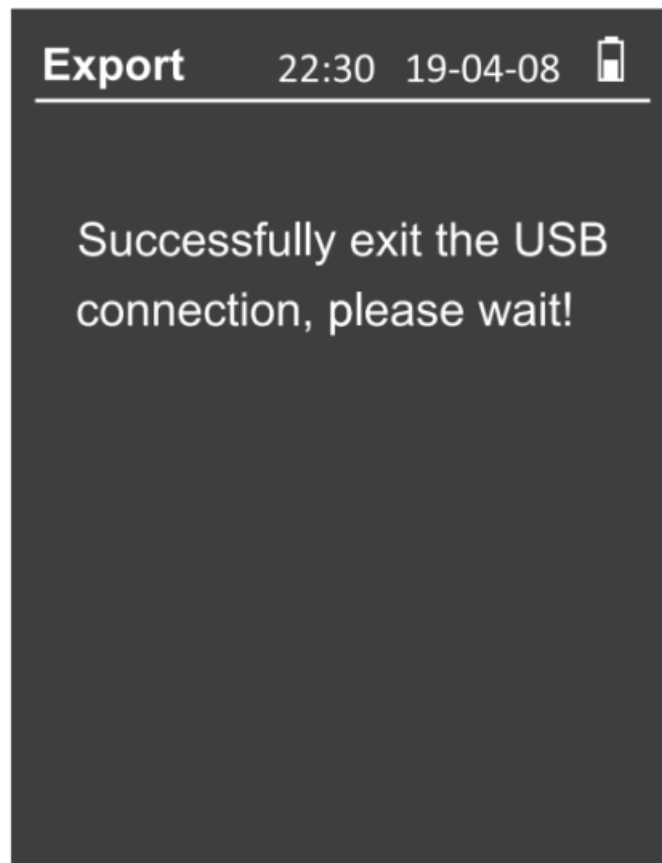 Export 22:30 19-04-08
Successfully exit the USB
connection, please wait!